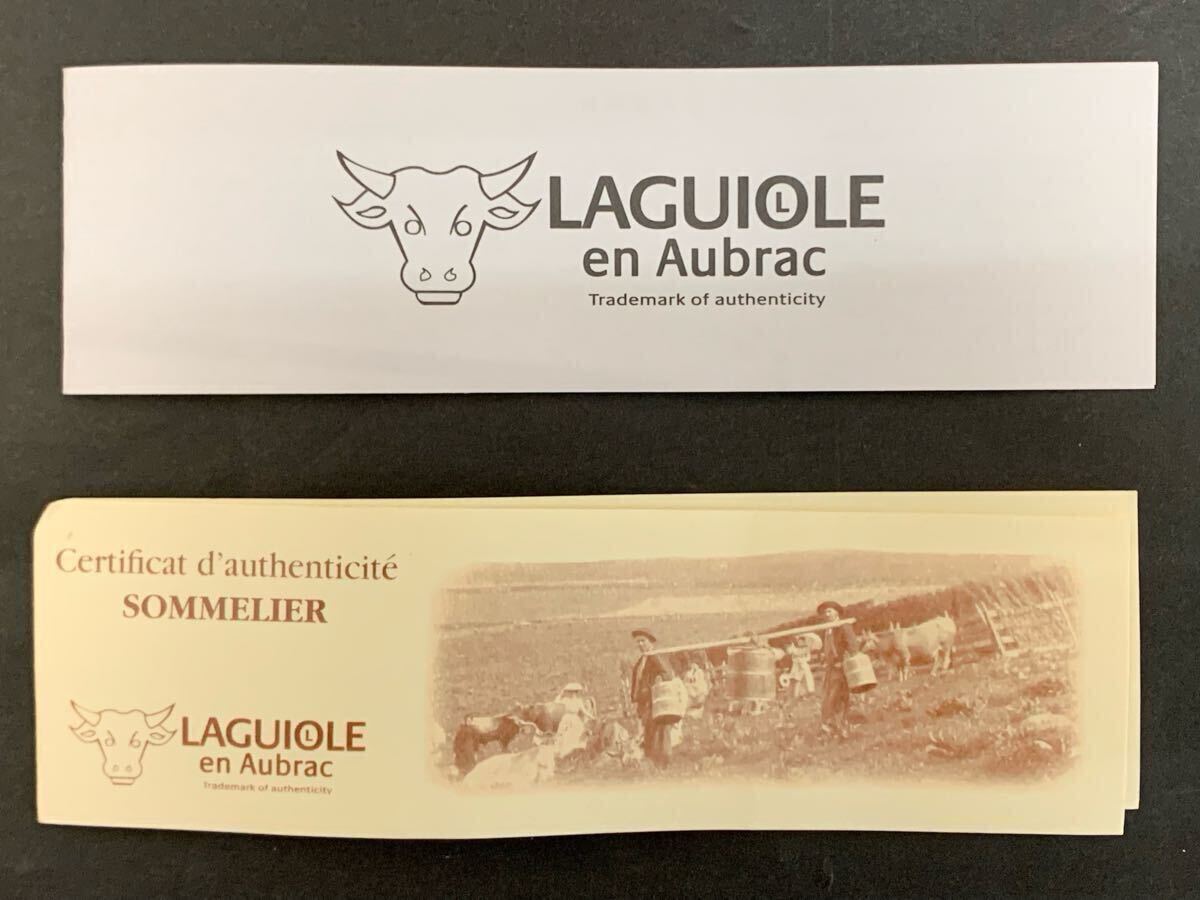 LAGUIOLE
en Aubrac
Trademark of authenticity
Certificat d'authenticité
SOMMELIER
LAGUIOLE
en Aubrac
Trademark of authenticity